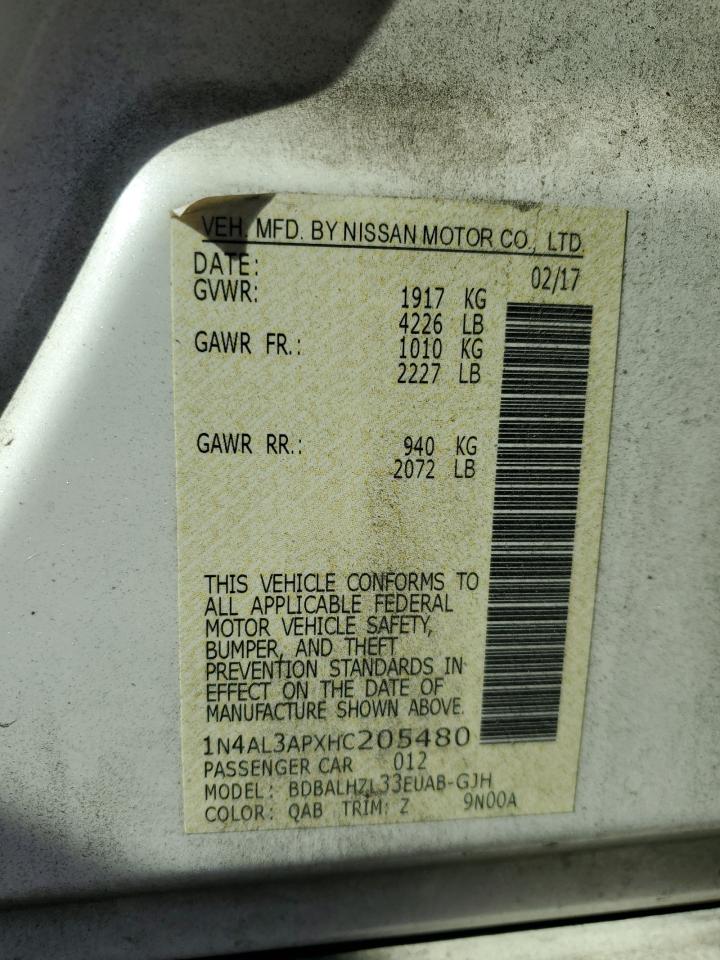 VEH. MFD. BY NISSAN MOTOR CO., LTD.
DATE: 02/17
GVWR: 1917 KG
4226 LB
GAWR FR.: 1010 KG
2227 LB
GAWR RR.: 940 KG
2072 LB
THIS VEHICLE CONFORMS TO
ALL APPLICABLE FEDERAL
MOTOR VEHICLE SAFETY,
BUMPER, AND THEFT
PREVENTION STANDARDS IN
EFFECT ON THE DATE OF
MANUFACTURE SHOWN ABOVE.
1N4AL3APXHC205480
PASSENGER CAR 012
MODEL: BDBALHZL33EUAB-GJH
COLOR: QAB TRIM: Z 9N00A